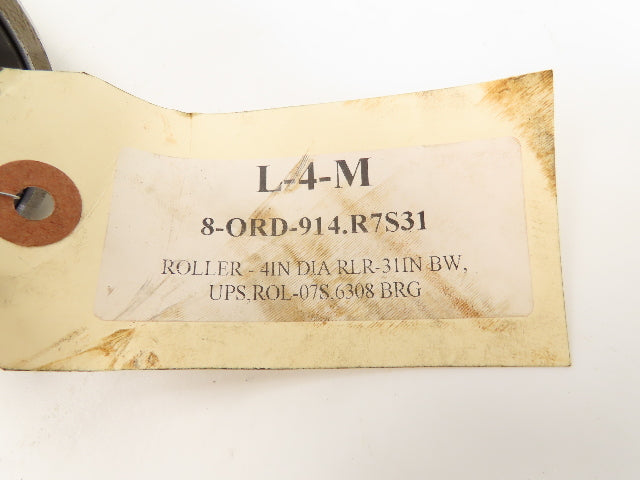 L-4-M
8-ORD-914.R7S31
ROLLER - 4IN DIA RLR-31IN BW,
UPS,ROL-07S,6308 BRG